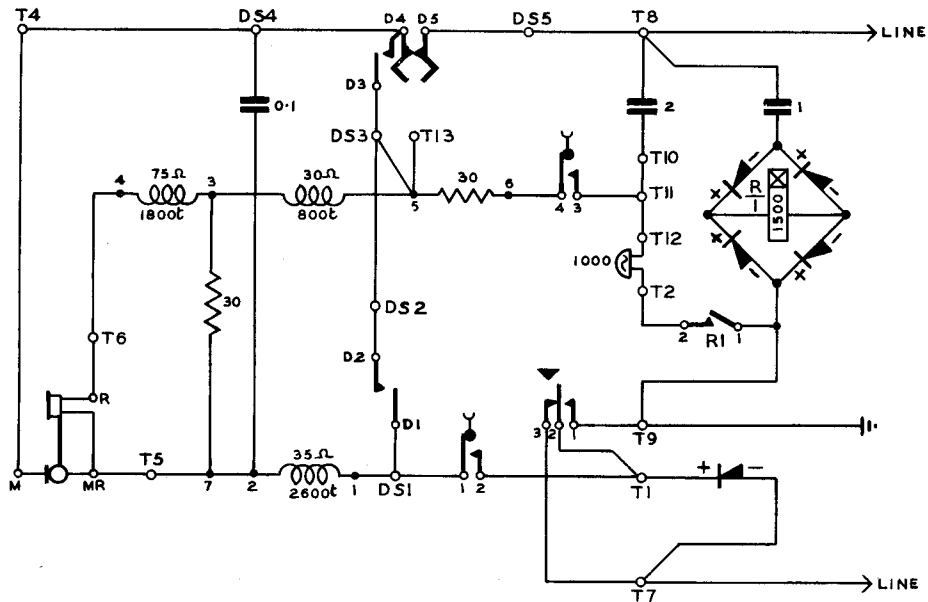 T4 DS4 D4 D5 DS5 T8 LINE
D3
0.1 2 1
DS3 T13 T10
75Ω 30Ω 30 - x
4 3 6 T11 x R/1 1500 -
1800t 800t 5 4 3
T12 x -
1000 - x
30 DS2 T2
T6 2 R1 1
D2
R
D1 3 2 1 T9
T5 35Ω + -
M MR 7 2 2600t 1 DS1 1 2 T1
T7 LINE